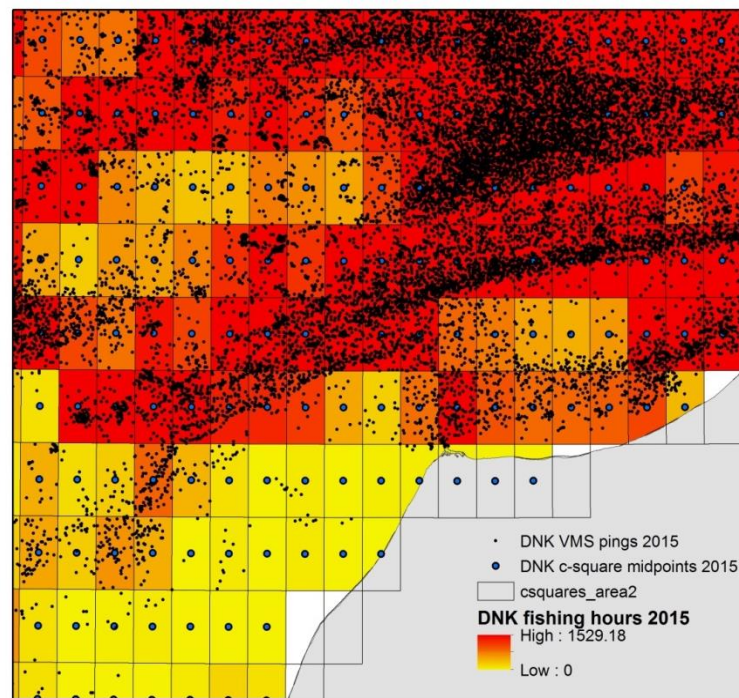 DNK VMS pings 2015
DNK c-square midpoints 2015
csquares_area2
DNK fishing hours 2015
High : 1529.18
Low : 0